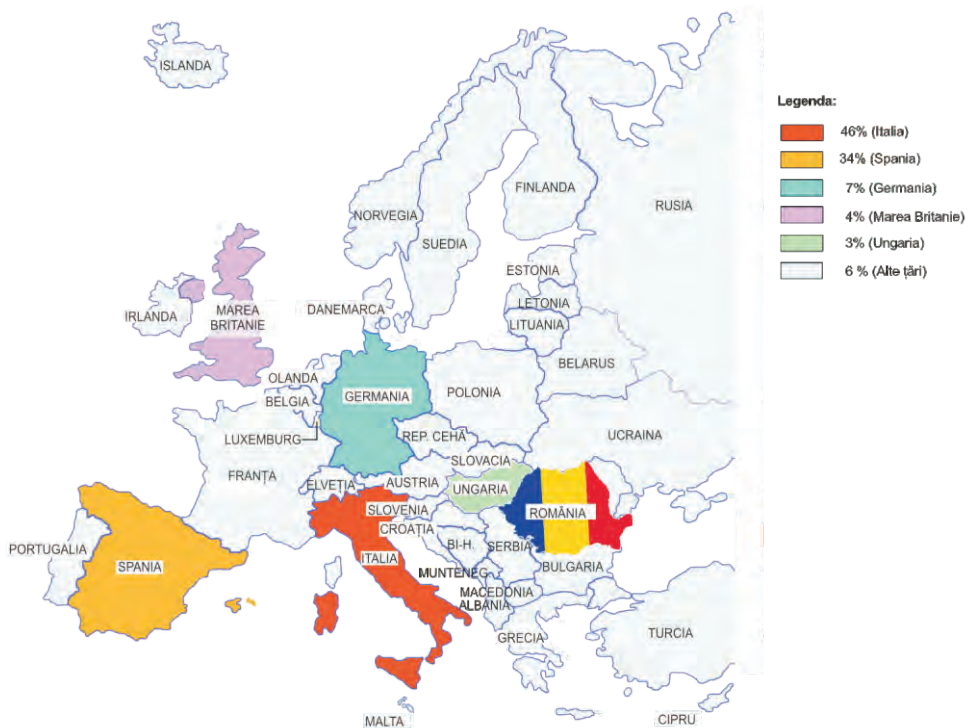 ISLANDA
Legenda:
46% (Italia)
34% (Spania)
7% (Germania)
4% (Marea Britanie)
3% (Ungaria)
6 % (Alte țări)
FINLANDA
RUSIA
NORVEGIA
SUEDIA
ESTONIA
LETONIA
DANEMARCA
IRLANDA
MAREA
BRITANIE
LITUANIA
BELARUS
OLANDA
BELGIA
GERMANIA
POLONIA
LUXEMBURG
REP. CEHĂ
UCRAINA
SLOVACIA
FRANȚA
ELVEȚIA
AUSTRIA
UNGARIA
SLOVENIA
ROMÂNIA
CROAȚIA
PORTUGALIA
SPANIA
ITALIA
BI-H.
SERBIA
BULGARIA
MUNTENEG.
MACEDONIA
ALBANIA
GRECIA
TURCIA
MALTA
CIPRU